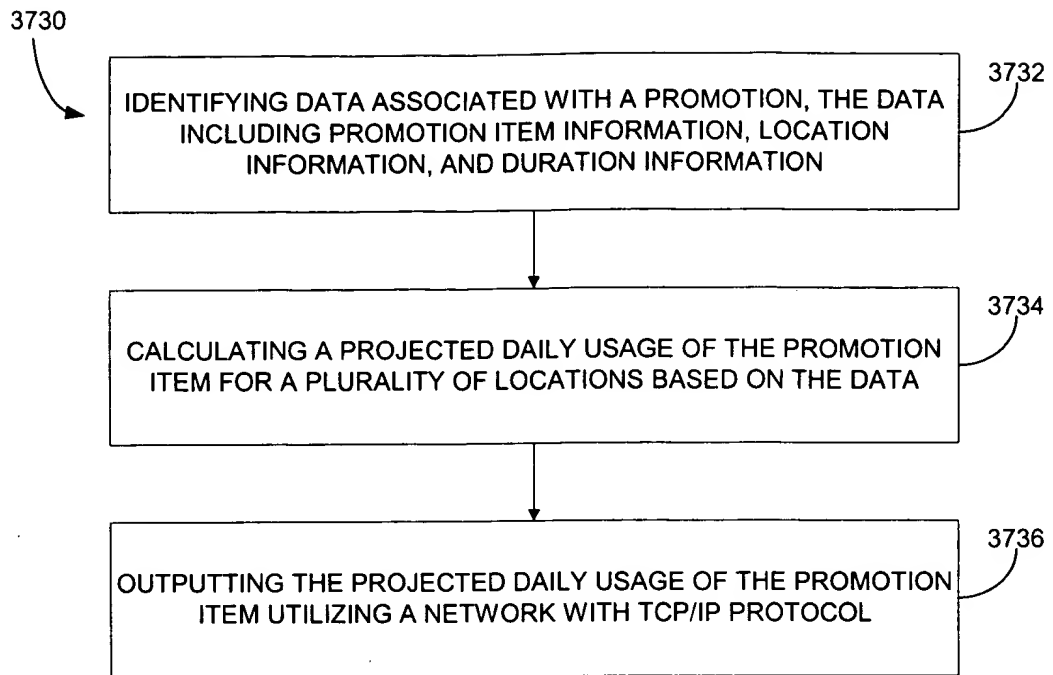 3730
3732
IDENTIFYING DATA ASSOCIATED WITH A PROMOTION, THE DATA
INCLUDING PROMOTION ITEM INFORMATION, LOCATION
INFORMATION, AND DURATION INFORMATION
3734
CALCULATING A PROJECTED DAILY USAGE OF THE PROMOTION
ITEM FOR A PLURALITY OF LOCATIONS BASED ON THE DATA
3736
OUTPUTTING THE PROJECTED DAILY USAGE OF THE PROMOTION
ITEM UTILIZING A NETWORK WITH TCP/IP PROTOCOL